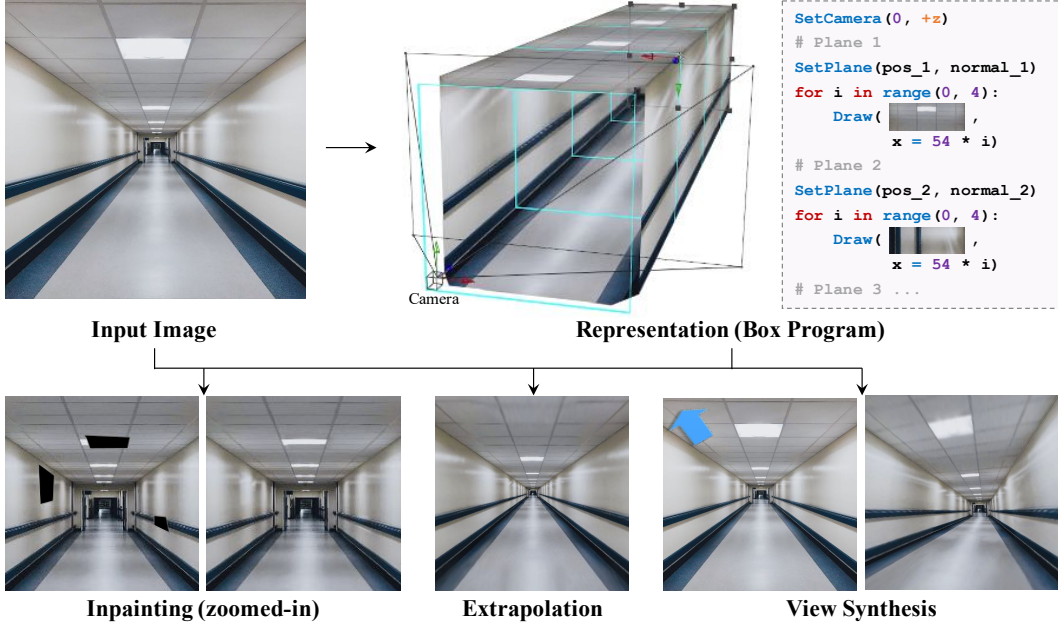 SetCamera(0, +z)
# Plane 1
SetPlane(pos_1, normal_1)
for i in range(0, 4):
Draw( ,
x = 54 * i)
# Plane 2
SetPlane(pos_2, normal_2)
for i in range(0, 4):
Draw( ,
x = 54 * i)
# Plane 3 ...
Camera
Input Image
Representation (Box Program)
Inpainting (zoomed-in)
Extrapolation
View Synthesis